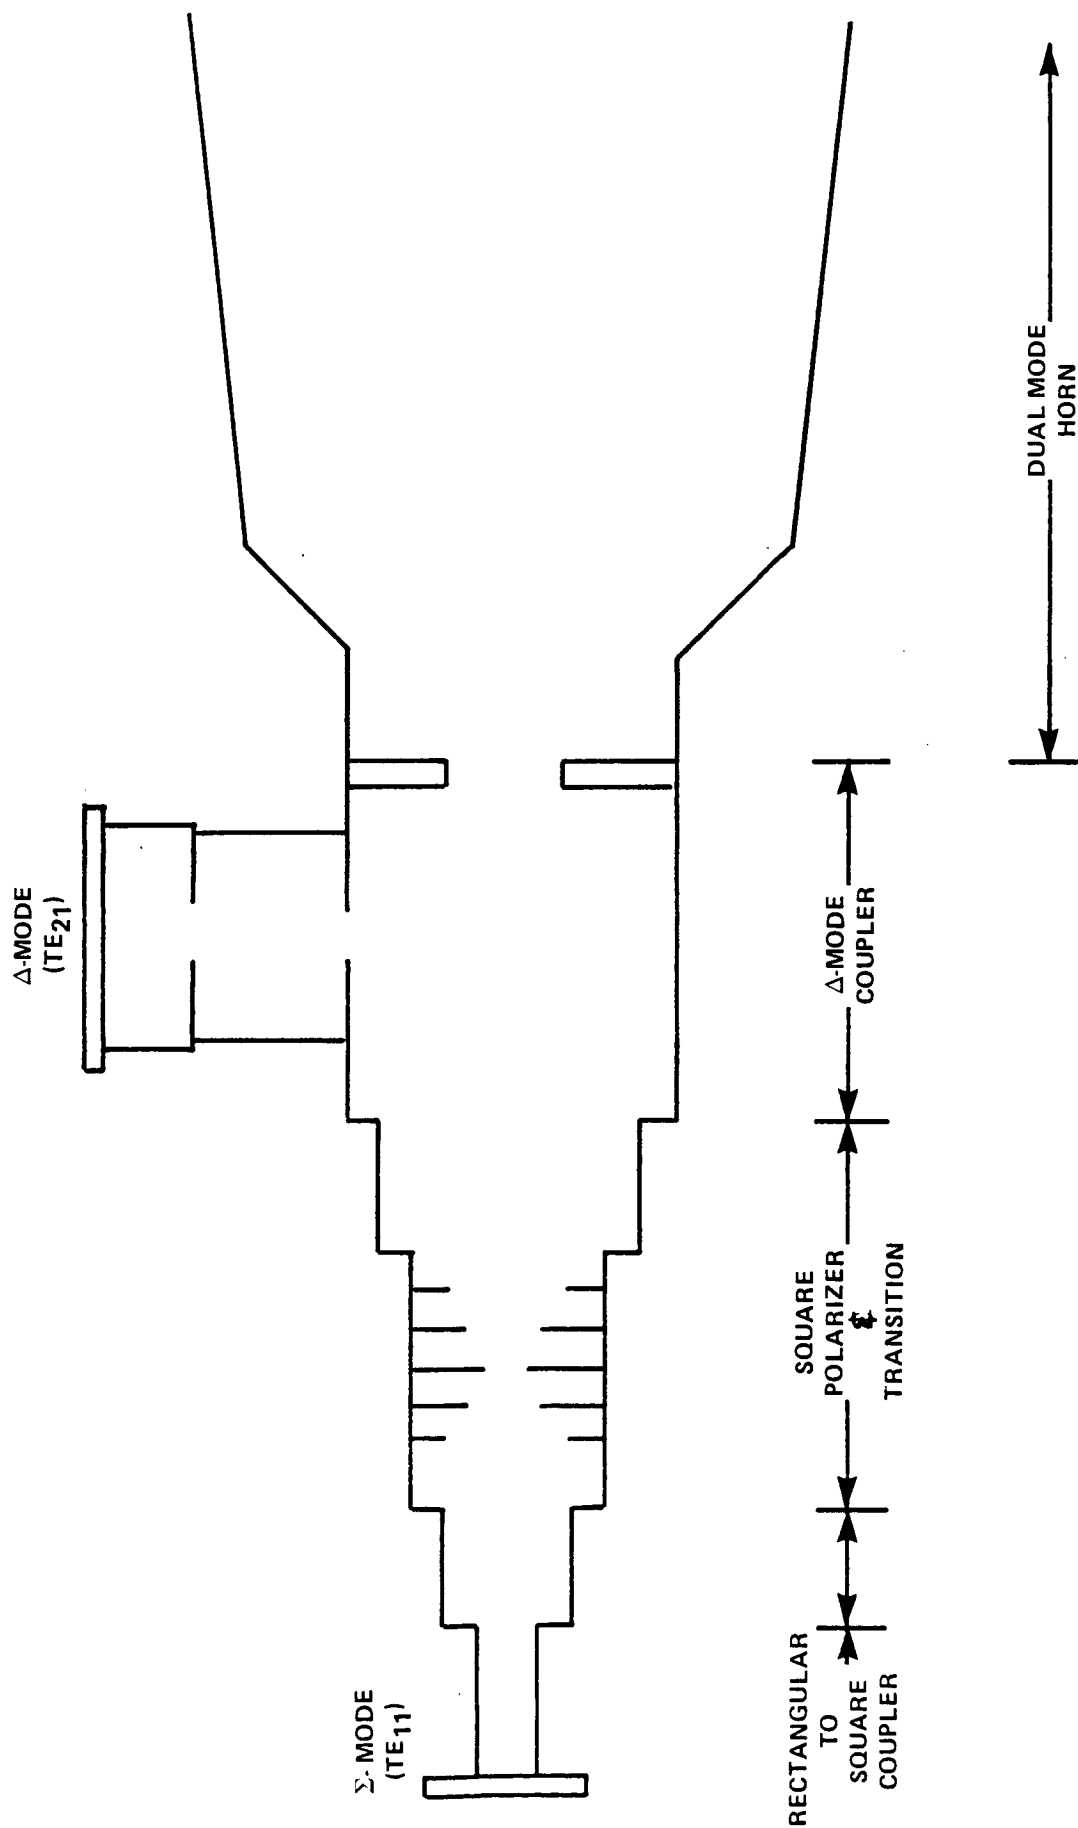 Δ-MODE
(TE21)
Σ-MODE
(TE11)
RECTANGULAR
TO
SQUARE
COUPLER
SQUARE
POLARIZER
&
TRANSITION
Δ-MODE
COUPLER
DUAL MODE
HORN